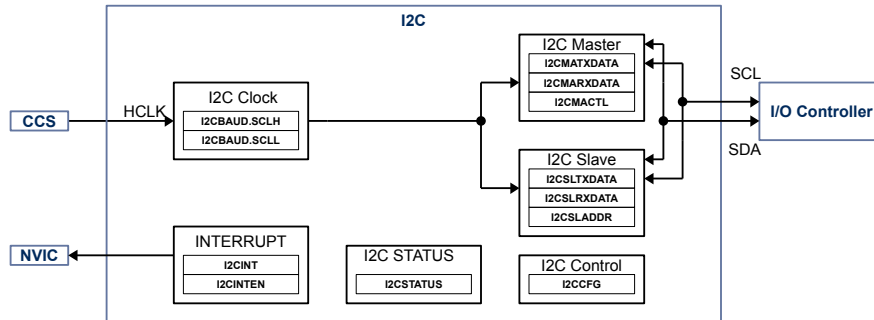 I2C
I2C Master
I2CMATXDATA
I2CMARXDATA
I2CMACTL
SCL
I2C Clock
I2CBAUD.SCLH
I2CBAUD.SCLL
CCS
HCLK
I/O Controller
SDA
I2C Slave
I2CSLTXDATA
I2CSLRXDATA
I2CSLADDR
NVIC
INTERRUPT
I2CINT
I2CINTEN
I2C STATUS
I2CSTATUS
I2C Control
I2CCFG